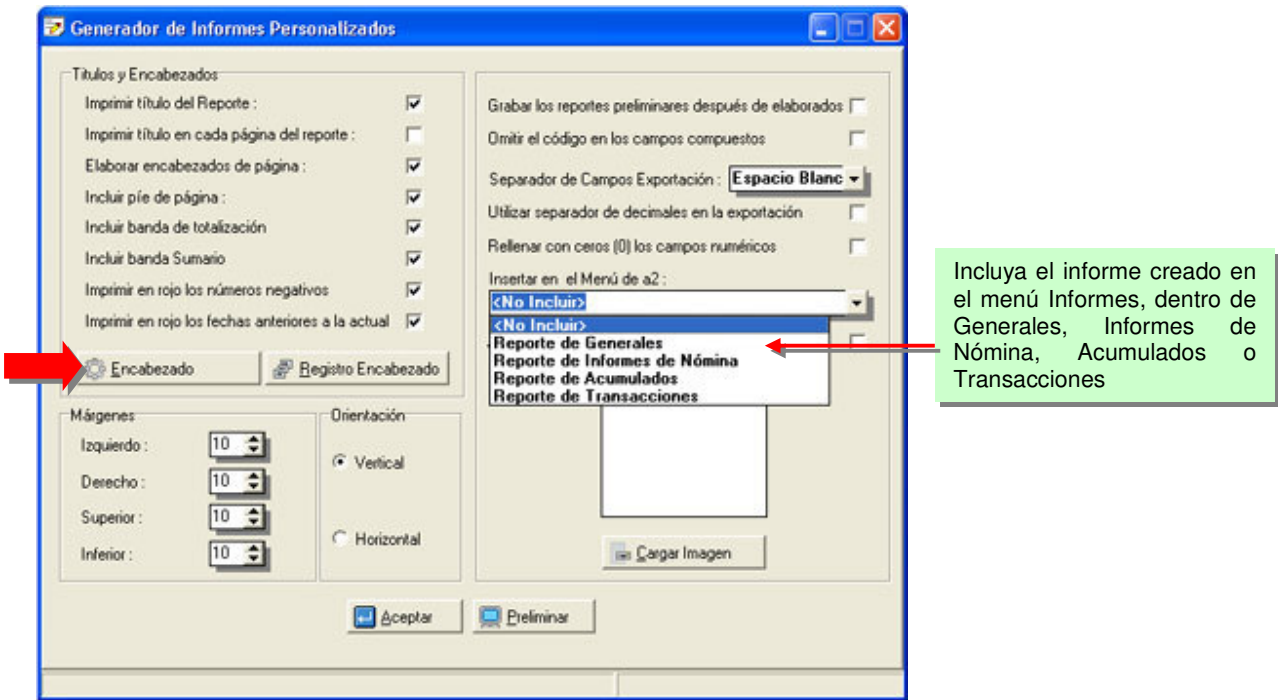 Generador de Informes Personalizados
Títulos y Encabezados
Imprimir título del Reporte :
Imprimir título en cada página del reporte :
Elaborar encabezados de página :
Incluir píe de página :
Incluir banda de totalización
Incluir banda Sumario
Imprimir en rojo los números negativos
Imprimir en rojo los fechas anteriores a la actual
Encabezado
Registro Encabezado
Márgenes
Izquierdo : 10
Derecho : 10
Superior : 10
Inferior : 10
Orientación
Vertical
Horizontal
Grabar los reportes preliminares después de elaborados
Omitir el código en los campos compuestos
Separador de Campos Exportación : Espacio Blanc
Utilizar separador de decimales en la exportación
Rellenar con ceros (0) los campos numéricos
Insertar en el Menú de a2 :
<No Incluir>
<No Incluir>
Reporte de Generales
Reporte de Informes de Nómina
Reporte de Acumulados
Reporte de Transacciones
Cargar Imagen
Aceptar
Preliminar
Incluya el informe creado en
el menú Informes, dentro de
Generales, Informes de
Nómina, Acumulados o
Transacciones